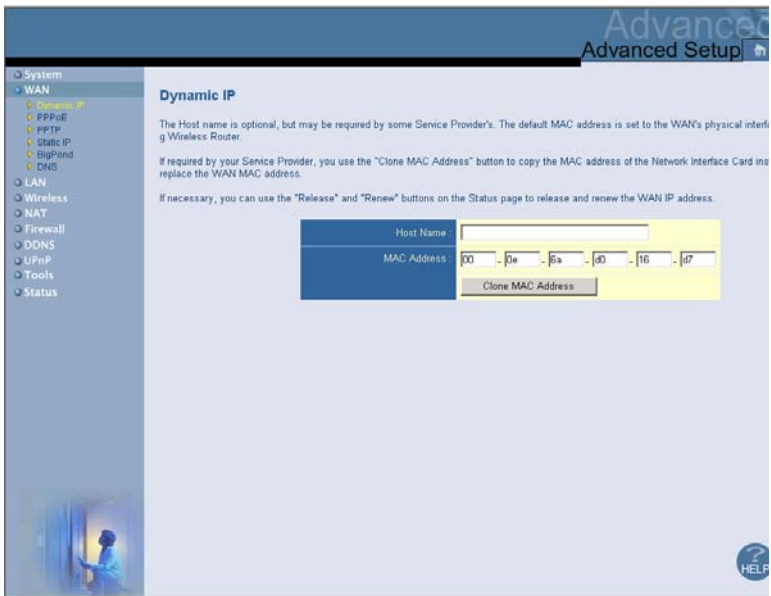 Advanced
Advanced Setup
System
WAN
Dynamic IP
PPPoE
PPTP
Static IP
BigPond
DNS
LAN
Wireless
NAT
Firewall
DDNS
UPnP
Tools
Status
Dynamic IP
The Host name is optional, but may be required by some Service Provider's. The default MAC address is set to the WAN's physical interfa
g Wireless Router.
If required by your Service Provider, you use the "Clone MAC Address" button to copy the MAC address of the Network Interface Card ins
replace the WAN MAC address.
If necessary, you can use the "Release" and "Renew" buttons on the Status page to release and renew the WAN IP address.
Host Name :
MAC Address : 00 - 0e - 6a - d0 - 16 - d7
Clone MAC Address
?
HELP